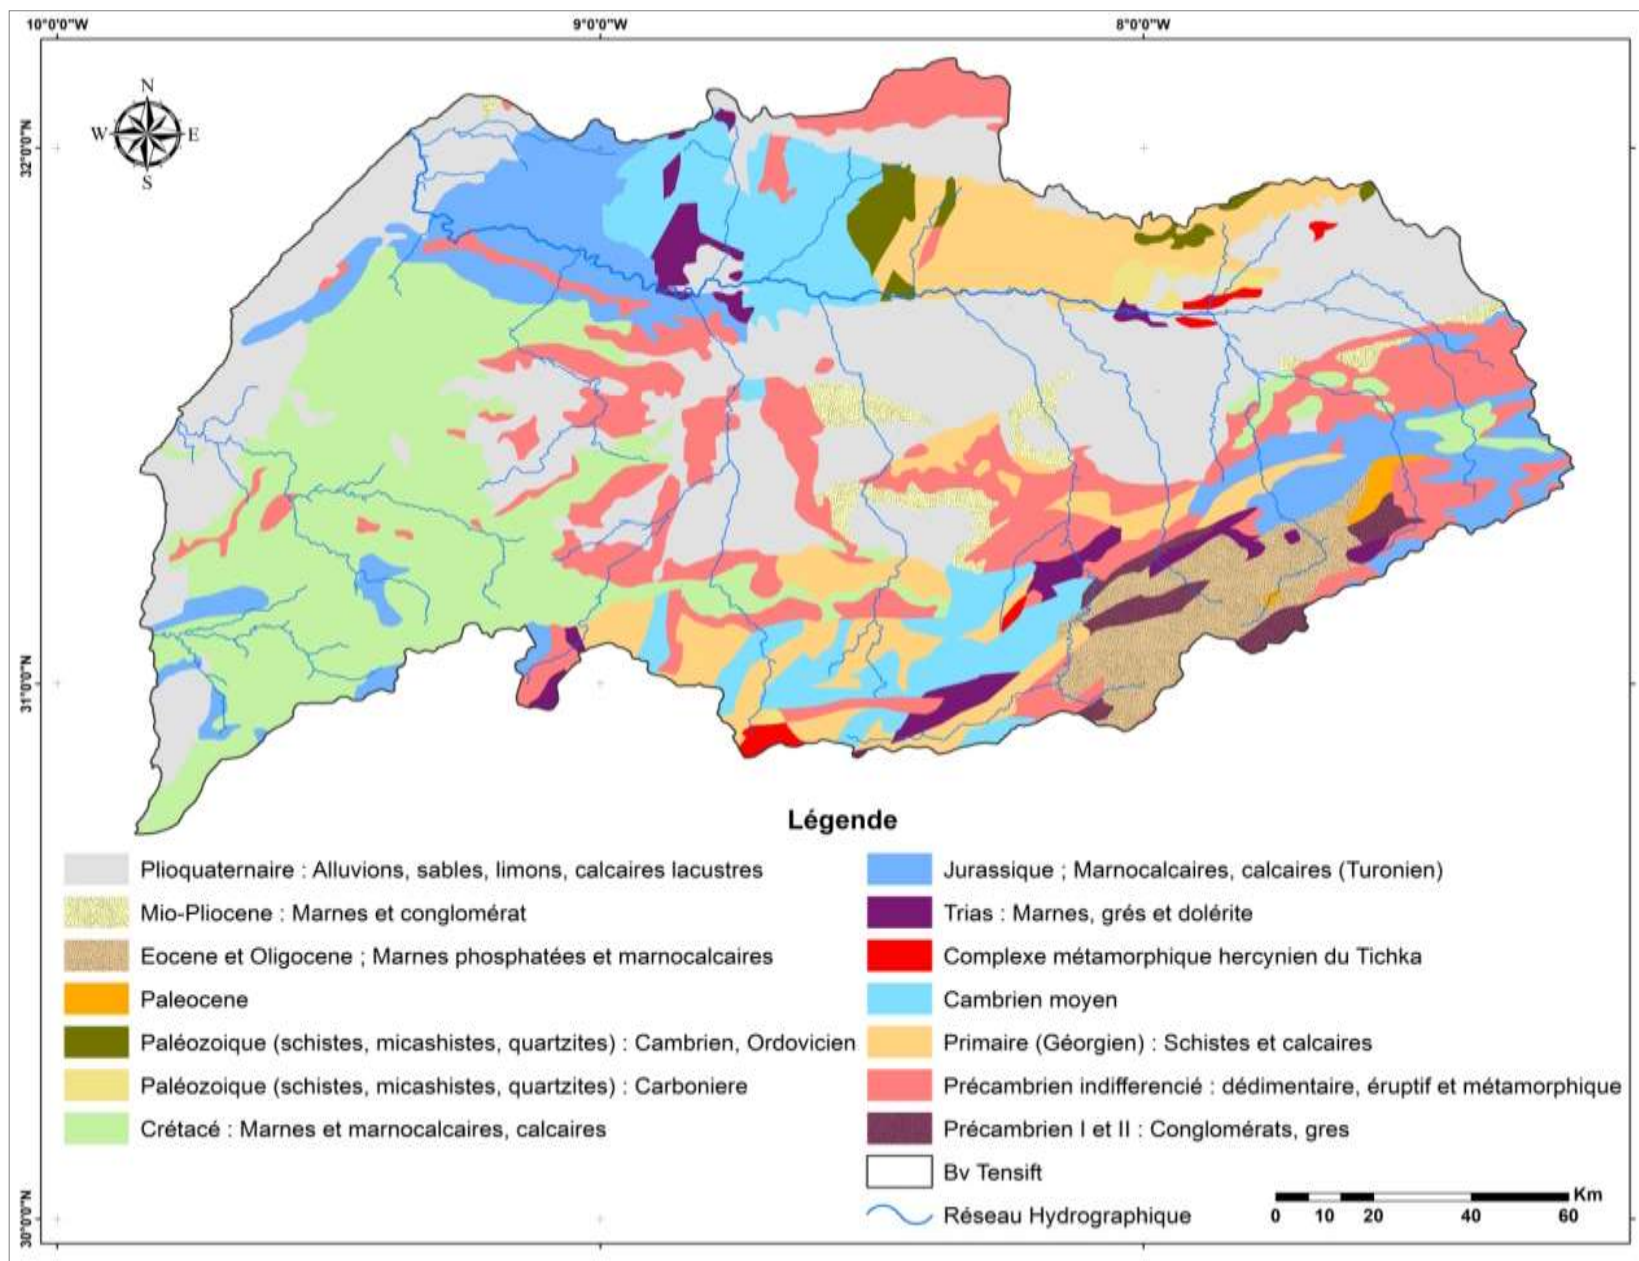 10°0'0"W 9°0'0"W 8°0'0"W
N
W E
S
32°0'0"N
31°0'0"N
30°0'0"N
Légende
Plioquaternaire : Alluvions, sables, limons, calcaires lacustres
Mio-Pliocene : Marnes et conglomérat
Eocene et Oligocene ; Marnes phosphatées et marnocalcaires
Paleocene
Paléozoique (schistes, micashistes, quartzites) : Cambrien, Ordovicien
Paléozoique (schistes, micashistes, quartzites) : Carboniere
Crétacé : Marnes et marnocalcaires, calcaires
Jurassique ; Marnocalcaires, calcaires (Turonien)
Trias : Marnes, grés et dolérite
Complexe métamorphique hercynien du Tichka
Cambrien moyen
Primaire (Géorgien) : Schistes et calcaires
Précambrien indifferencié : dédimentaire, éruptif et métamorphique
Précambrien I et II : Conglomérats, gres
Bv Tensift
Réseau Hydrographique
Km
0 10 20 40 60